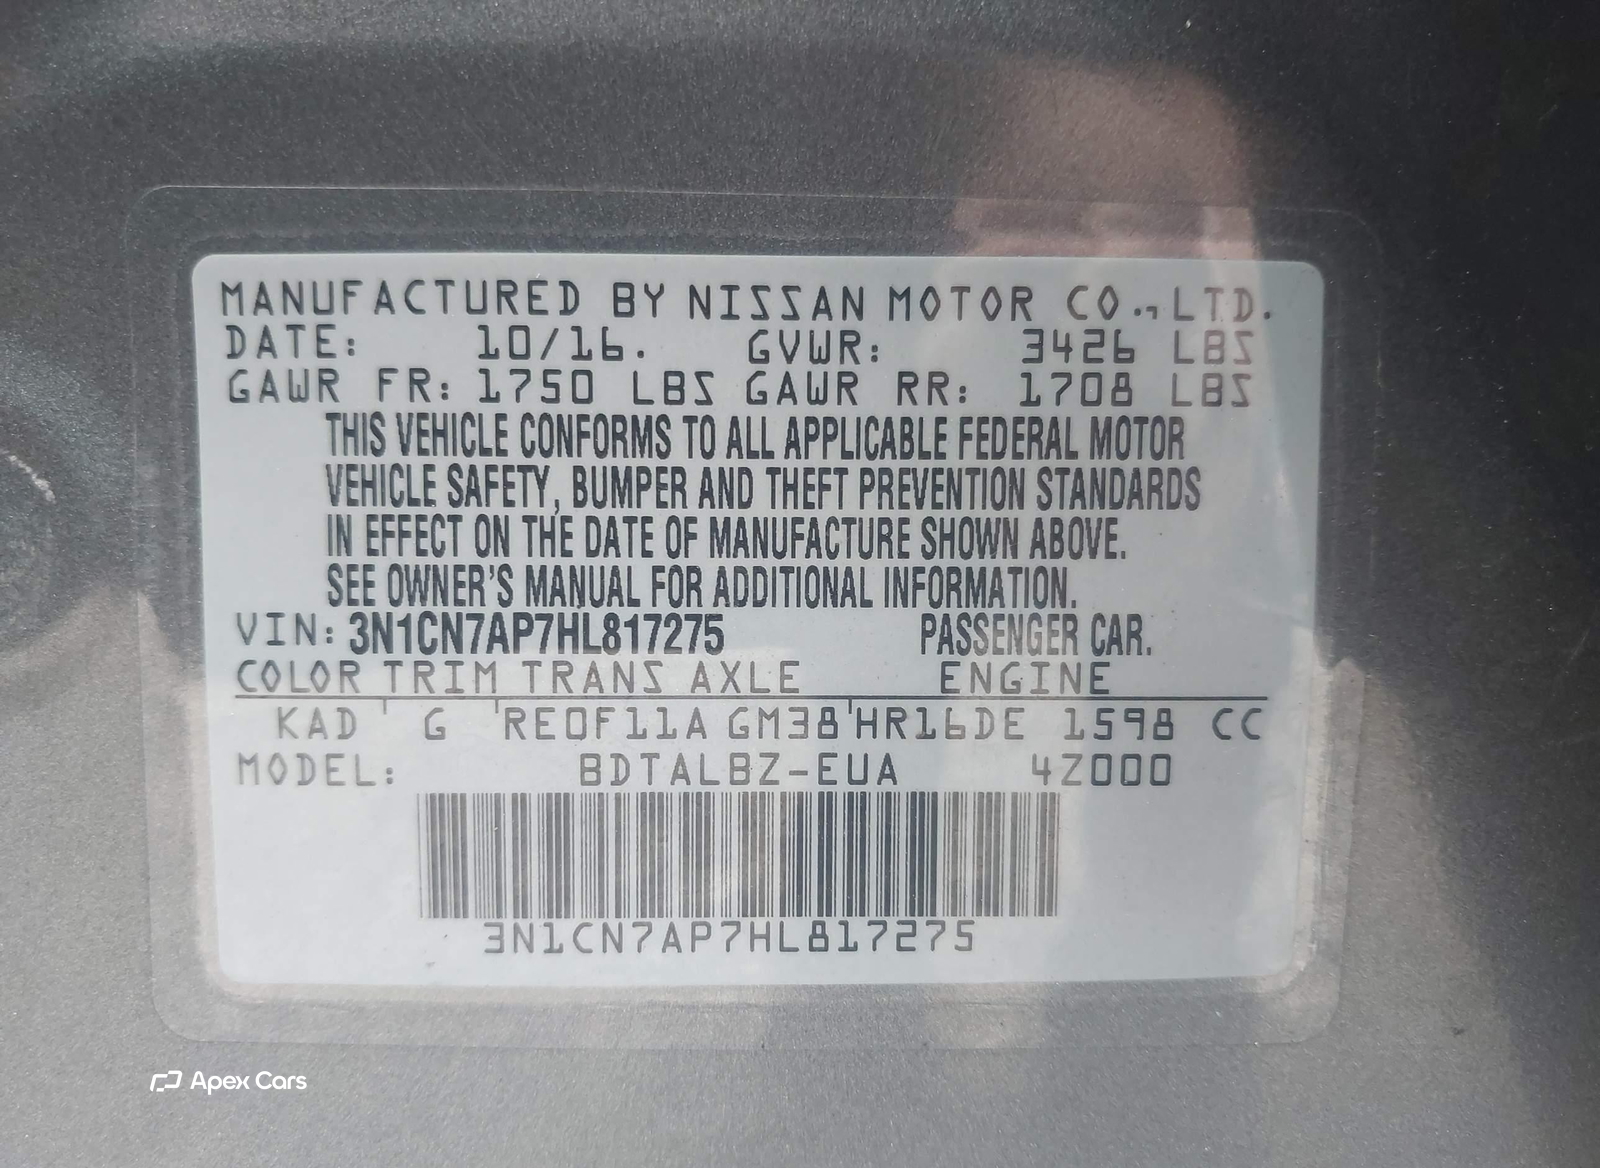 MANUFACTURED BY NISSAN MOTOR CO., LTD.
DATE: 10/16. GVWR: 3426 LBS
GAWR FR: 1750 LBS GAWR RR: 1708 LBS
THIS VEHICLE CONFORMS TO ALL APPLICABLE FEDERAL MOTOR
VEHICLE SAFETY, BUMPER AND THEFT PREVENTION STANDARDS
IN EFFECT ON THE DATE OF MANUFACTURE SHOWN ABOVE.
SEE OWNER'S MANUAL FOR ADDITIONAL INFORMATION.
VIN: 3N1CN7AP7HL817275 PASSENGER CAR.
COLOR TRIM TRANS AXLE ENGINE
KAD G RE0F11A GM38 HR16DE 1598 CC
MODEL: BDTALBZ-EUA 4Z000
3N1CN7AP7HL817275
Apex Cars